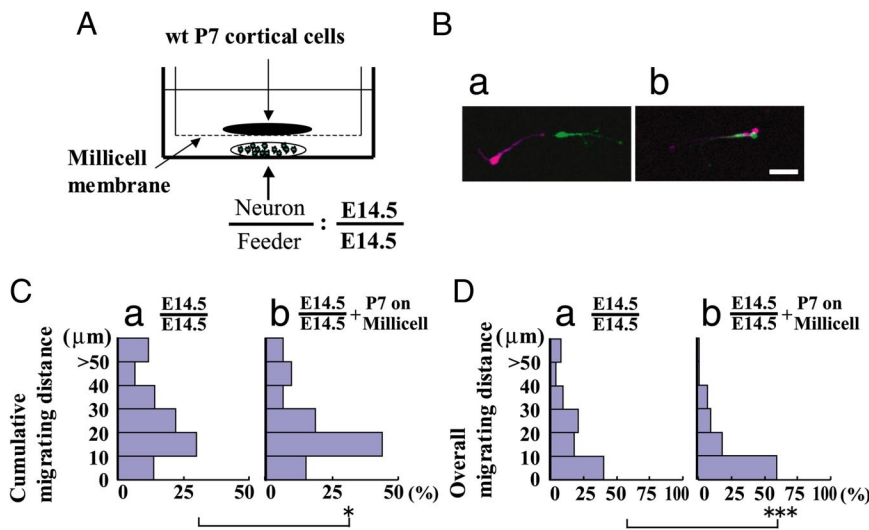 A
wt P7 cortical cells
Millicell
membrane
Neuron
Feeder
:
E14.5
E14.5
B
a
b
C
a
E14.5
E14.5
b
E14.5
E14.5
+
P7 on
Millicell
(μm)
>50
40
30
20
10
0
Cumulative
migrating distance
0
25
50
0
25
50 (%)
*
D
a
E14.5
E14.5
b
E14.5
E14.5
+
P7 on
Millicell
(μm)
>50
40
30
20
10
0
Overall
migrating distance
0
25
50
75
100
0
25
50
75
100 (%)
***